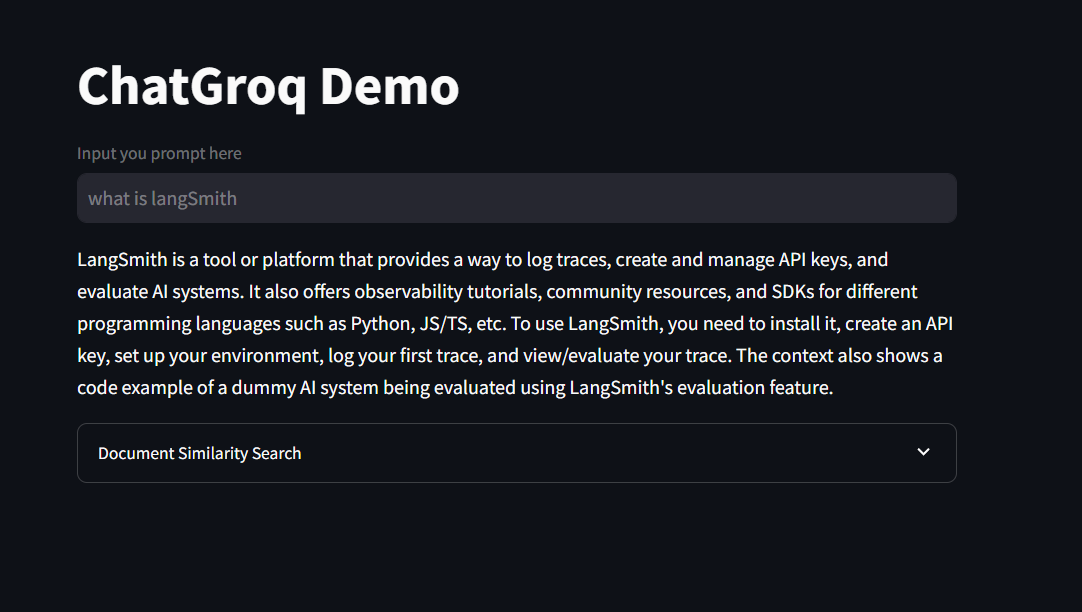 ChatGroq Demo
Input you prompt here
what is langSmith
LangSmith is a tool or platform that provides a way to log traces, create and manage API keys, and
evaluate AI systems. It also offers observability tutorials, community resources, and SDKs for different
programming languages such as Python, JS/TS, etc. To use LangSmith, you need to install it, create an API
key, set up your environment, log your first trace, and view/evaluate your trace. The context also shows a
code example of a dummy AI system being evaluated using LangSmith's evaluation feature.
Document Similarity Search